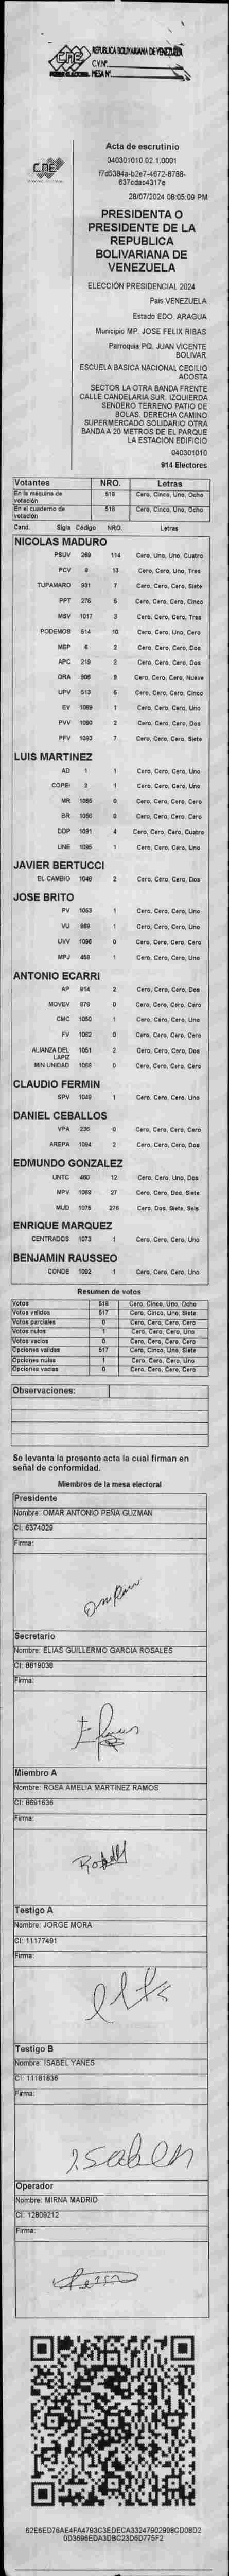 CNE
PODER ELECTORAL
REPUBLICA BOLIVARIANA DE VENEZUELA
C.V.Nº.
MESA Nº.
Acta de escrutinio
040301010.02.1.0001
28/07/2024 08:05:09 PM
PRESIDENTA O
PRESIDENTE DE LA
REPUBLICA
BOLIVARIANA DE
VENEZUELA
ELECCIÓN PRESIDENCIAL 2024
País VENEZUELA
Estado EDO. ARAGUA
Municipio MP. JOSE FELIX RIBAS
Parroquia PQ. JUAN VICENTE
BOLIVAR
ESCUELA BASICA NACIONAL CECILIO
ACOSTA
SECTOR LA OTRA BANDA FRENTE
CALLE CANDELARIA SUR. IZQUIERDA
SENDERO TERRENO PATIO DE
BOLAS. DERECHA CAMINO
SUPERMERCADO SOLIDARIO OTRA
BANDA A 20 METROS DE EL PARQUE
LA ESTACIÓN EDIFICIO
040301010
914 Electores
Votantes NRO. Letras
En la máquina de votación 518 Cero, Cinco, Uno, Ocho
En el cuaderno de votación 518 Cero, Cinco, Uno, Ocho
Cand. Sigla Código NRO. Letras
NICOLAS MADURO
PSUV 269 114 Cero, Uno, Uno, Cuatro
PCV 9 13 Cero, Cero, Uno, Tres
TUPAMARO 931 7 Cero, Cero, Cero, Siete
PPT 276 5 Cero, Cero, Cero, Cinco
MSV 1017 3 Cero, Cero, Cero, Tres
PODEMOS 514 10 Cero, Cero, Uno, Cero
MEP 6 2 Cero, Cero, Cero, Dos
APC 219 2 Cero, Cero, Cero, Dos
ORA 908 9 Cero, Cero, Cero, Nueve
UPV 513 5 Cero, Cero, Cero, Cinco
EV 1089 1 Cero, Cero, Cero, Uno
PVV 1090 2 Cero, Cero, Cero, Dos
PFV 1093 7 Cero, Cero, Cero, Siete
LUIS MARTINEZ
AD 1 1 Cero, Cero, Cero, Uno
COPEI 2 1 Cero, Cero, Cero, Uno
MR 1065 0 Cero, Cero, Cero, Cero
BR 1066 0 Cero, Cero, Cero, Cero
DDP 1091 4 Cero, Cero, Cero, Cuatro
UNE 1095 1 Cero, Cero, Cero, Uno
JAVIER BERTUCCI
EL CAMBIO 1048 2 Cero, Cero, Cero, Dos
JOSE BRITO
PV 1053 1 Cero, Cero, Cero, Uno
VU 969 1 Cero, Cero, Cero, Uno
UVV 1098 0 Cero, Cero, Cero, Cero
MPJ 458 1 Cero, Cero, Cero, Uno
ANTONIO ECARRI
AP 914 2 Cero, Cero, Cero, Dos
MOVEV 979 0 Cero, Cero, Cero, Cero
CMC 1050 1 Cero, Cero, Cero, Uno
FV 1062 0 Cero, Cero, Cero, Cero
ALIANZA DEL LAPIZ 1051 2 Cero, Cero, Cero, Dos
MIN UNIDAD 1068 0 Cero, Cero, Cero, Cero
CLAUDIO FERMIN
SPV 1049 1 Cero, Cero, Cero, Uno
DANIEL CEBALLOS
VPA 236 0 Cero, Cero, Cero, Cero
AREPA 1094 2 Cero, Cero, Cero, Dos
EDMUNDO GONZALEZ
UNTC 460 12 Cero, Cero, Uno, Dos
MPV 1069 27 Cero, Cero, Dos, Siete
MUD 1076 276 Cero, Dos, Siete, Seis
ENRIQUE MARQUEZ
CENTRADOS 1073 1 Cero, Cero, Cero, Uno
BENJAMIN RAUSSEO
CONDE 1092 1 Cero, Cero, Cero, Uno
Resumen de votos
Votos 518 Cero, Cinco, Uno, Ocho
Votos válidos 517 Cero, Cinco, Uno, Siete
Votos parciales 0 Cero, Cero, Cero, Cero
Votos nulos 1 Cero, Cero, Cero, Uno
Votos vacíos 0 Cero, Cero, Cero, Cero
Opciones validas 517 Cero, Cinco, Uno, Siete
Opciones nulas 1 Cero, Cero, Cero, Uno
Opciones vacías 0 Cero, Cero, Cero, Cero
Observaciones:
Se levanta la presente acta la cual firman en
señal de conformidad.
Miembros de la mesa electoral
Presidente
Nombre: OMAR ANTONIO PEÑA GUZMAN
CI: 6374029
Firma:
Secretario
Nombre: ELIAS GUILLERMO GARCIA ROSALES
CI: 8819038
Firma:
Miembro A
Nombre: ROSA AMELIA MARTINEZ RAMOS
CI: 8691636
Firma:
Testigo A
Nombre: JORGE MORA
CI: 11177491
Firma:
Testigo B
Nombre: ISABEL YANES
CI: 11181836
Firma:
Isabel
Operador
Nombre: MIRNA MADRID
CI: 12609212
Firma: